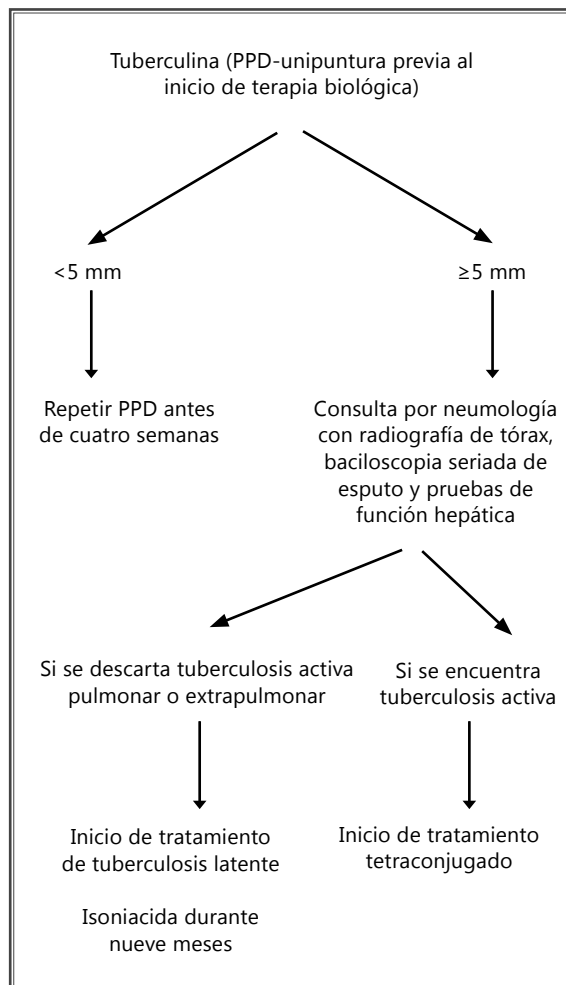 Tuberculina (PPD-unipuntura previa al
inicio de terapia biológica)
<5 mm
≥5 mm
Repetir PPD antes
de cuatro semanas
Consulta por neumología
con radiografía de tórax,
baciloscopia seriada de
esputo y pruebas de
función hepática
Si se descarta tuberculosis activa
pulmonar o extrapulmonar
Si se encuentra
tuberculosis activa
Inicio de tratamiento
de tuberculosis latente
Isoniacida durante
nueve meses
Inicio de tratamiento
tetraconjugado